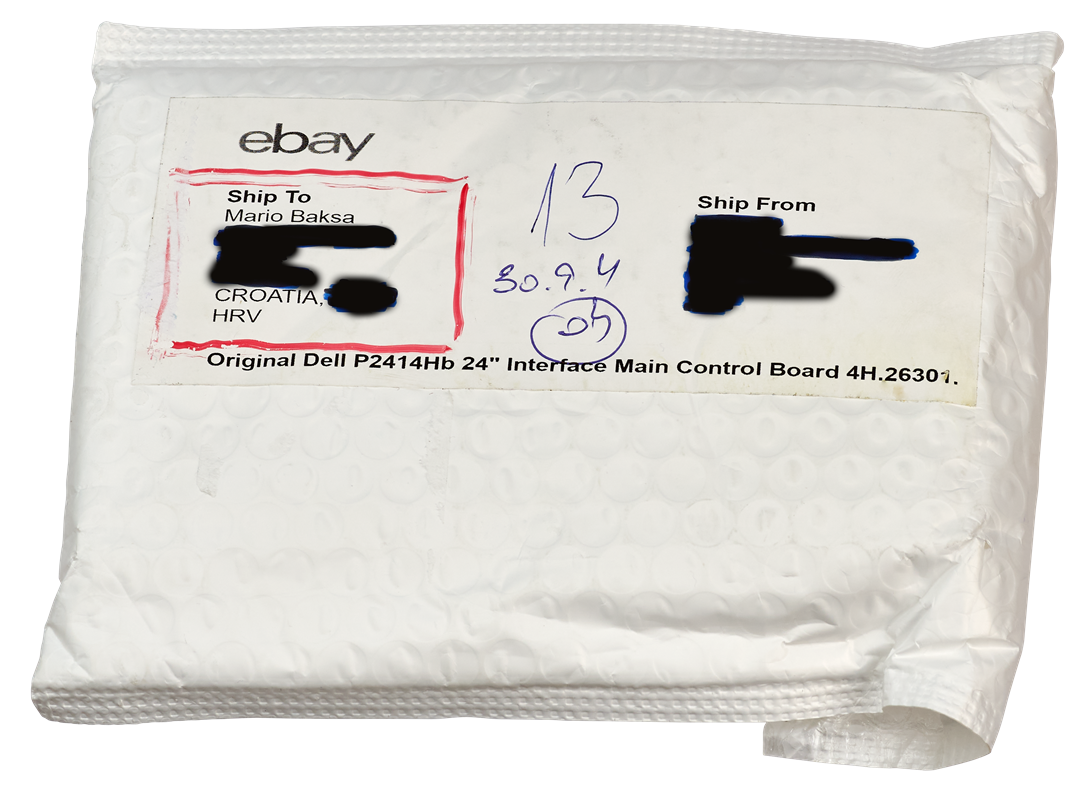 ebay
Ship To
Mario Baksa
CROATIA,
HRV
13
30.9.4
04
Ship From
Original Dell P2414Hb 24" Interface Main Control Board 4H.26301.